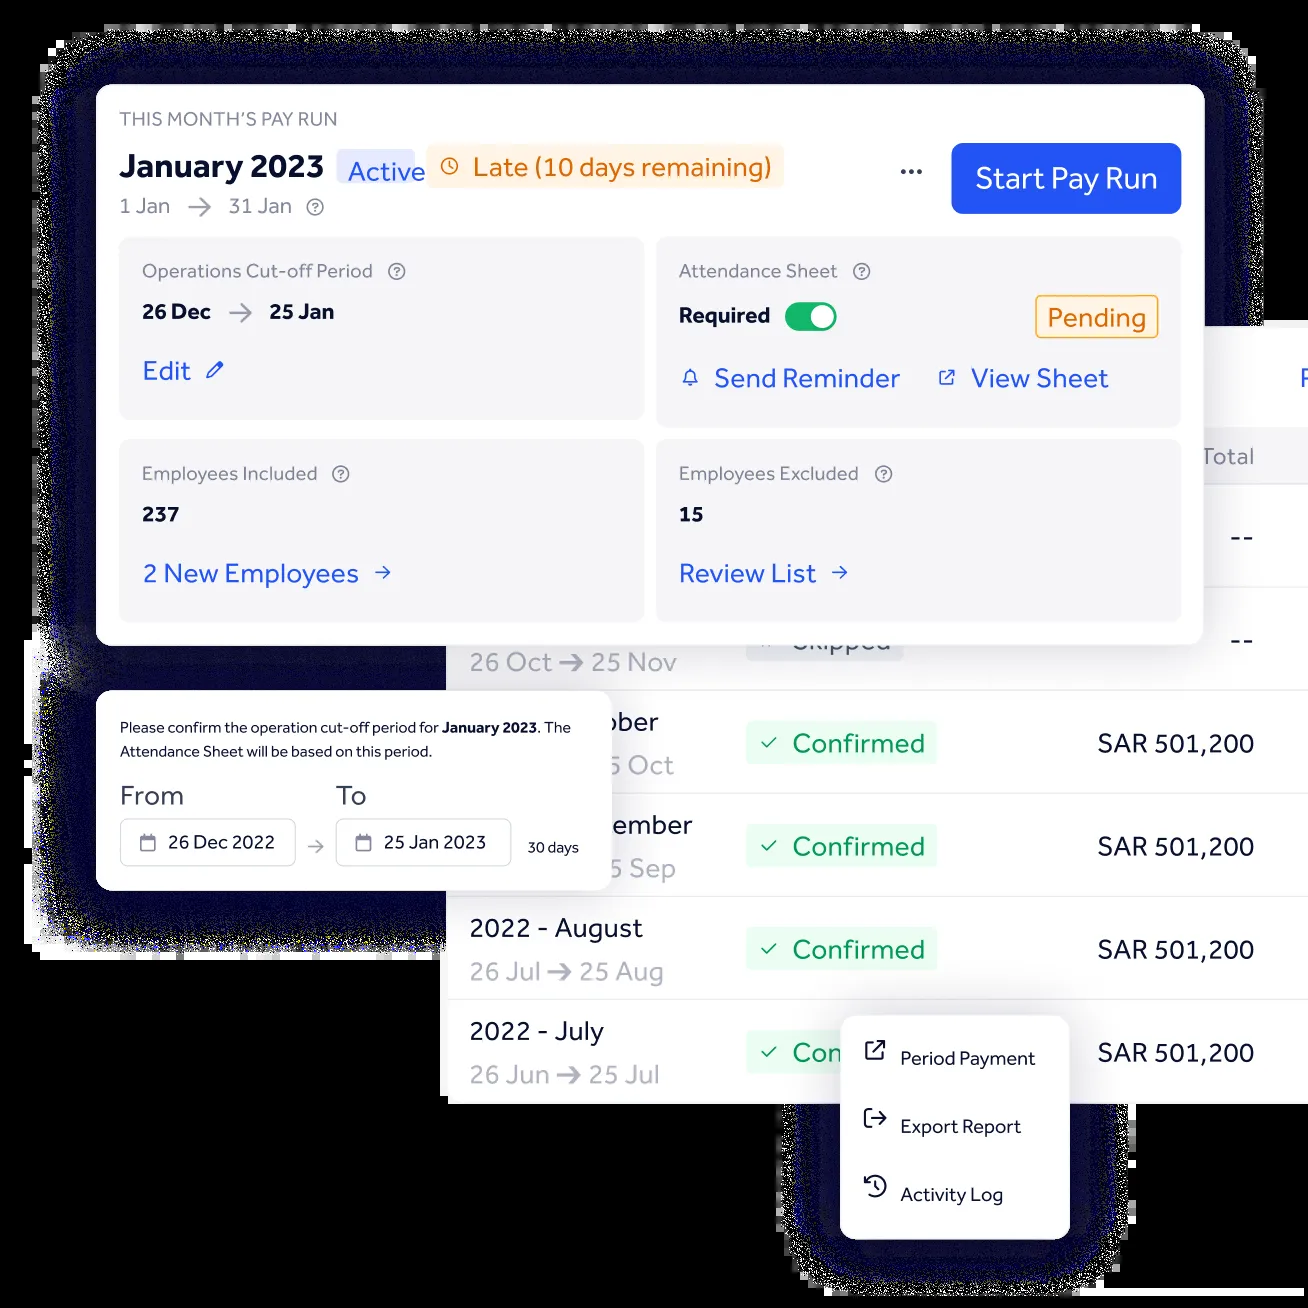 THIS MONTH'S PAY RUN
January 2023 Active Late (10 days remaining)
1 Jan → 31 Jan
...
Start Pay Run
Operations Cut-off Period
26 Dec → 25 Jan
Edit
Attendance Sheet
Required
Pending
Send Reminder View Sheet
Employees Included
237
2 New Employees →
Employees Excluded
15
Review List →
Total
--
Skipped --
26 Oct → 25 Nov
Please confirm the operation cut-off period for January 2023. The
Attendance Sheet will be based on this period.
From To
26 Dec 2022 → 25 Jan 2023 30 days
ober Confirmed SAR 501,200
5 Oct
ember Confirmed SAR 501,200
5 Sep
2022 - August Confirmed SAR 501,200
26 Jul → 25 Aug
2022 - July Con SAR 501,200
26 Jun → 25 Jul
Period Payment
Export Report
Activity Log